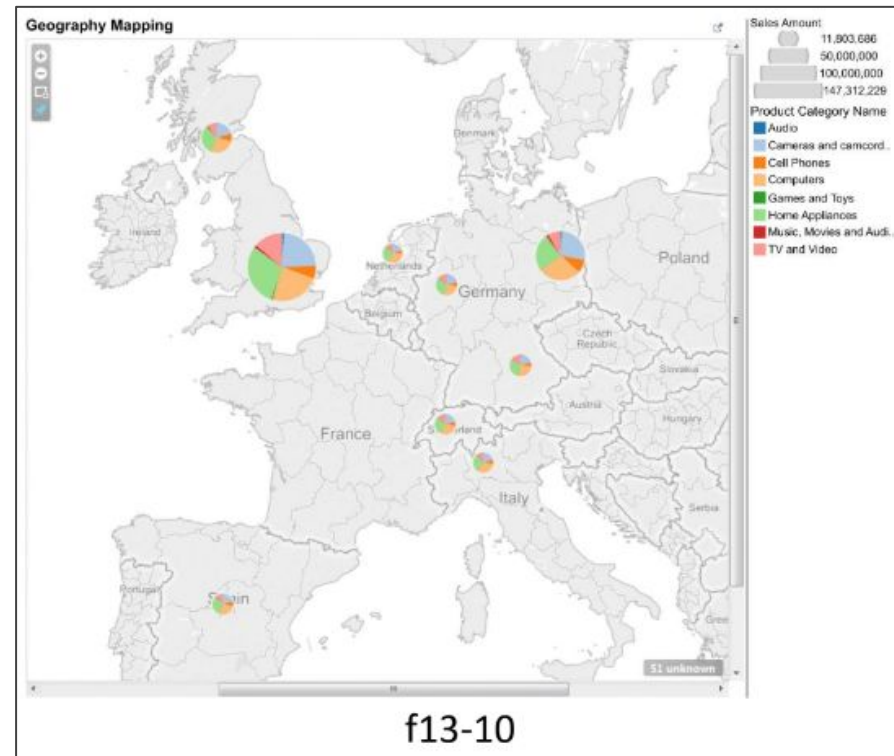 Geography Mapping
Sales Amount
11,803,686
50,000,000
100,000,000
147,312,229
Product Category Name
Audio
Cameras and camcord..
Cell Phones
Computers
Games and Toys
Home Appliances
Music, Movies and Audi..
TV and Video
Denmark
Ireland
Netherlands
Poland
Germany
Belgium
Czech
Republic
Slovakia
Austria
Hungary
France
Italy
Serbia
Portugal
Gree
51 unknown
f13-10